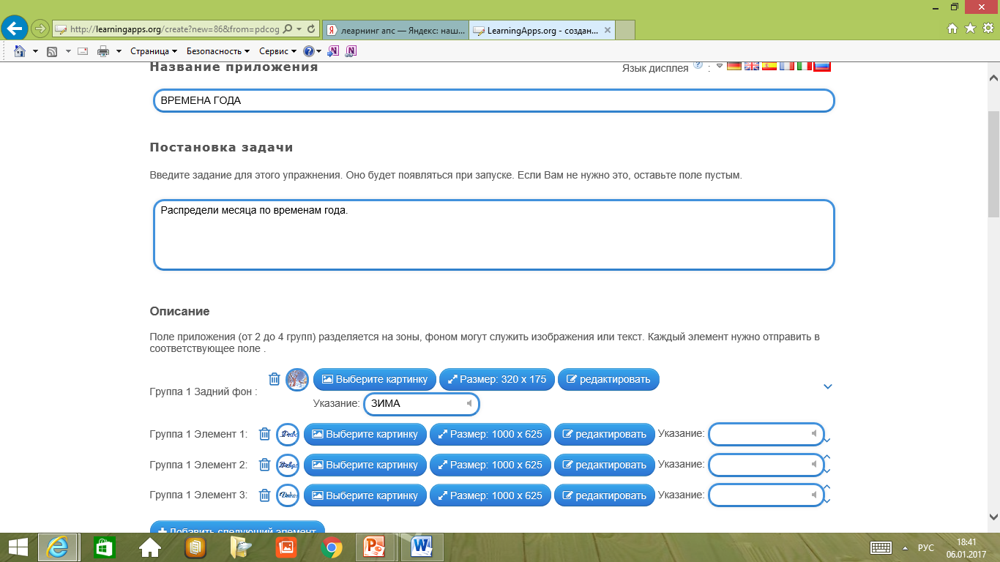 http://learningapps.org/create?new=86&from=pdcog
леарнинг апс — Яндекс: наш...
LearningApps.org - создан...
Страница
Безопасность
Сервис
Название приложения
Язык дисплея ? :
ВРЕМЕНА ГОДА
Постановка задачи
Введите задание для этого упражнения. Оно будет появляться при запуске. Если Вам не нужно это, оставьте поле пустым.
Распредели месяца по временам года.
Описание
Поле приложения (от 2 до 4 групп) разделяется на зоны, фоном могут служить изображения или текст. Каждый элемент нужно отправить в
соответствующее поле .
Группа 1 Задний фон : Выберите картинку Размер: 320 x 175 редактировать
Указание: ЗИМА
Группа 1 Элемент 1: Выберите картинку Размер: 1000 x 625 редактировать Указание:
Группа 1 Элемент 2: Выберите картинку Размер: 1000 x 625 редактировать Указание:
Группа 1 Элемент 3: Выберите картинку Размер: 1000 x 625 редактировать Указание:
+ Добавить следующий элемент
РУС
18:41
06.01.2017